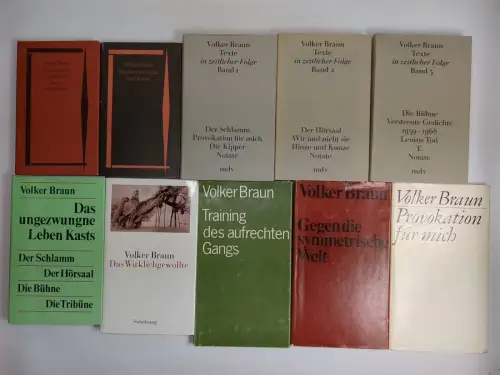 Volker Braun
Texte
in zeitlicher Folge
Band 1
Der Schlamm
Provokation für mich
Die Kipper
Notate
mdv
Volker Braun
Texte
in zeitlicher Folge
Band 2
Der Hörsaal
Wir und nicht sie
Hinze und Kunze
Notate
mdv
Volker Braun
Texte
in zeitlicher Folge
Die Bühne
Verstreute Gedichte
1959–1968
Lenins Tod
T.
Notate
mdv
Volker Braun
Das
ungezwungne
Leben Kasts
Der Schlamm
Der Hörsaal
Die Bühne
Die Tribüne
Volker Braun
Das Wirklichgewollte
Suhrkamp
Volker Braun
Training
des aufrechten
Gangs
Volker Braun
Gegen die
symmetrische
Welt
Volker Braun
Provokation
für mich